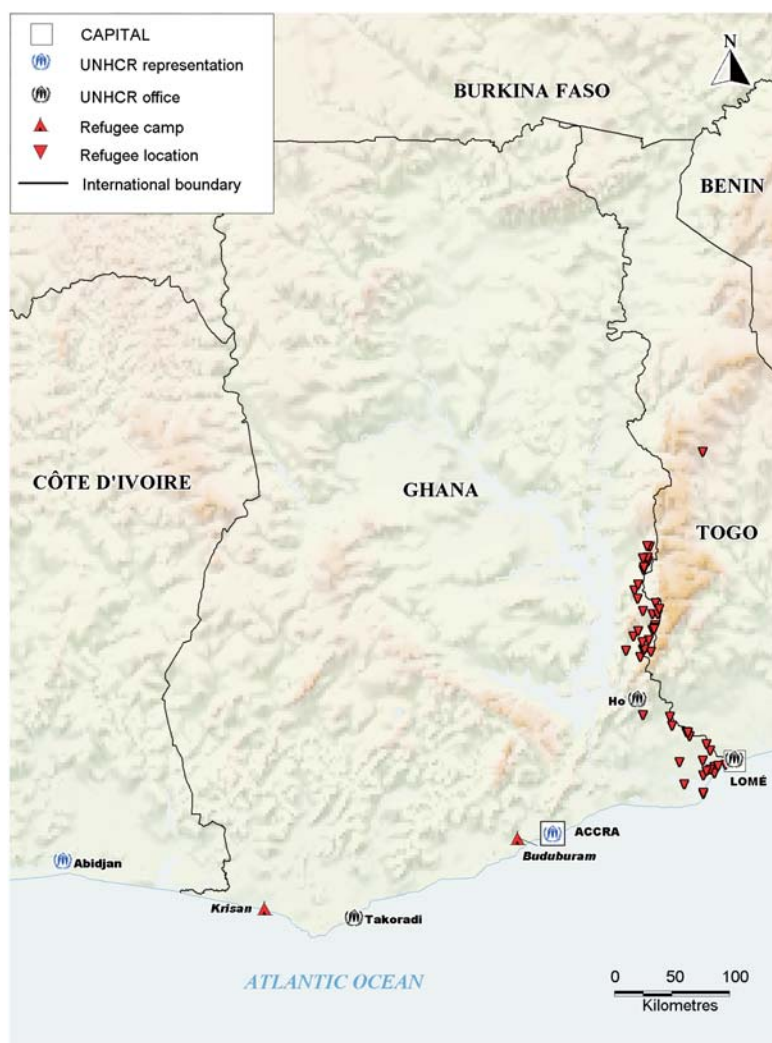 CAPITAL
UNHCR representation
UNHCR office
Refugee camp
Refugee location
International boundary
N
BURKINA FASO
BENIN
CÔTE D'IVOIRE
GHANA
TOGO
Ho
LOMÉ
ACCRA
Buduburam
Abidjan
Krisan
Takoradi
ATLANTIC OCEAN
0 50 100
Kilometres